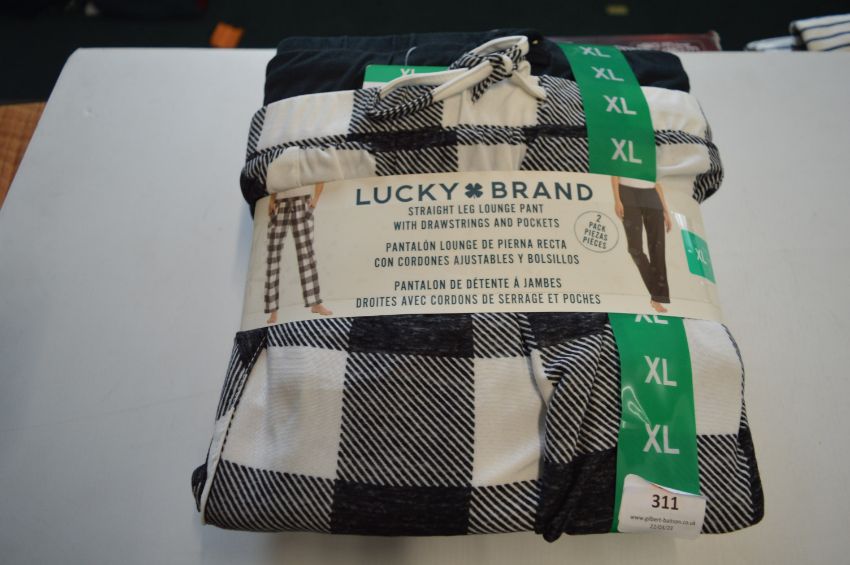 XL
XL
XL
XL
XL
LUCKY BRAND
STRAIGHT LEG LOUNGE PANT
WITH DRAWSTRINGS AND POCKETS
2
PACK
PIEZAS
PIÈCES
PANTALÓN LOUNGE DE PIERNA RECTA
CON CORDONES AJUSTABLES Y BOLSILLOS
XL
PANTALON DE DÉTENTE À JAMBES
DROITES AVEC CORDONS DE SERRAGE ET POCHES
XL
XL
XL
311
www.gilbert-baitson.co.uk